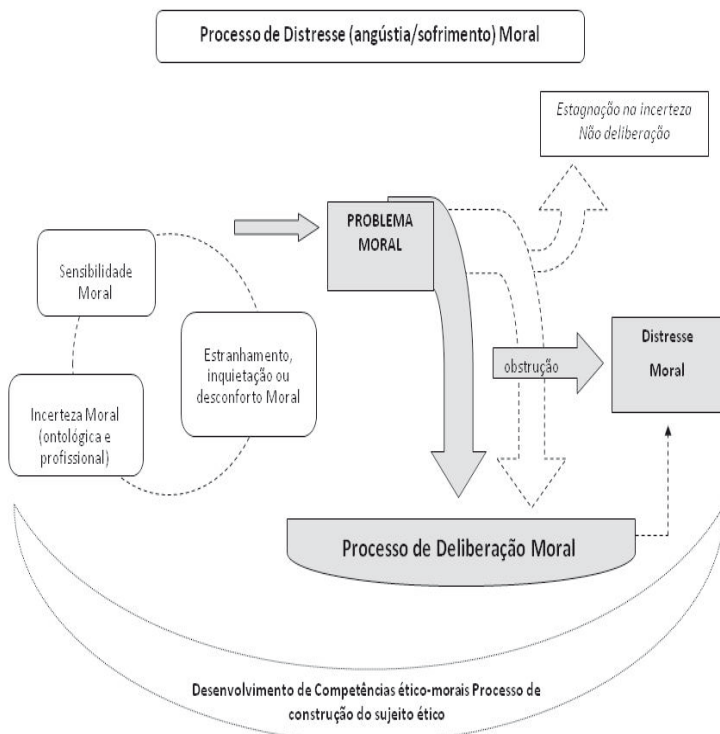 Processo de Distresse (angústia/sofrimento) Moral
Estagnação na incerteza
Não deliberação
PROBLEMA
MORAL
Sensibilidade
Moral
Estranhamento,
inquietação ou
desconforto Moral
Incerteza Moral
(ontológica e
profissional)
obstrução
Distresse
Moral
Processo de Deliberação Moral
Desenvolvimento de Competências ético-morais Processo de
construção do sujeito ético